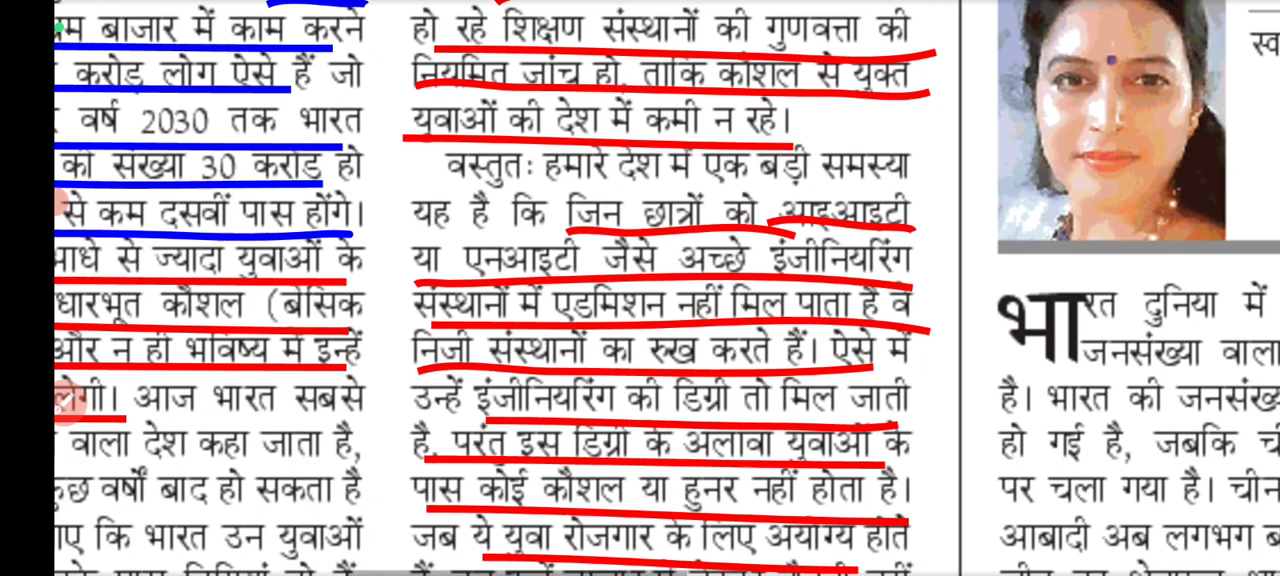 बाजार में काम करने
करोड़ लोग ऐसे हैं जो
वर्ष 2030 तक भारत
की संख्या 30 करोड़ हो
से कम दसवीं पास होंगे।
से ज्यादा युवाओं के
कौशल (बेसिक
और न ही भविष्य में इन्हें
आज भारत सबसे
वाला देश कहा जाता है,
वर्षों बाद हो सकता है
कि भारत उन युवाओं
हो रहे शिक्षण संस्थानों की गुणवत्ता की
नियमित जांच हो, ताकि कौशल से युक्त
युवाओं की देश में कमी न रहे।
वस्तुतः हमारे देश में एक बड़ी समस्या
यह है कि जिन छात्रों को आइआइटी
या एनआइटी जैसे अच्छे इंजीनियरिंग
संस्थानों में एडमिशन नहीं मिल पाता है वे
निजी संस्थानों का रुख करते हैं। ऐसे में
उन्हें इंजीनियरिंग की डिग्री तो मिल जाती
है, परंतु इस डिग्री के अलावा युवाओं के
पास कोई कौशल या हुनर नहीं होता है।
जब ये युवा रोजगार के लिए अयोग्य होते
भारत दुनिया में
जनसंख्या वाला
है। भारत की
हो गई है, जबकि
पर चला गया है।
आबादी अब लगभग